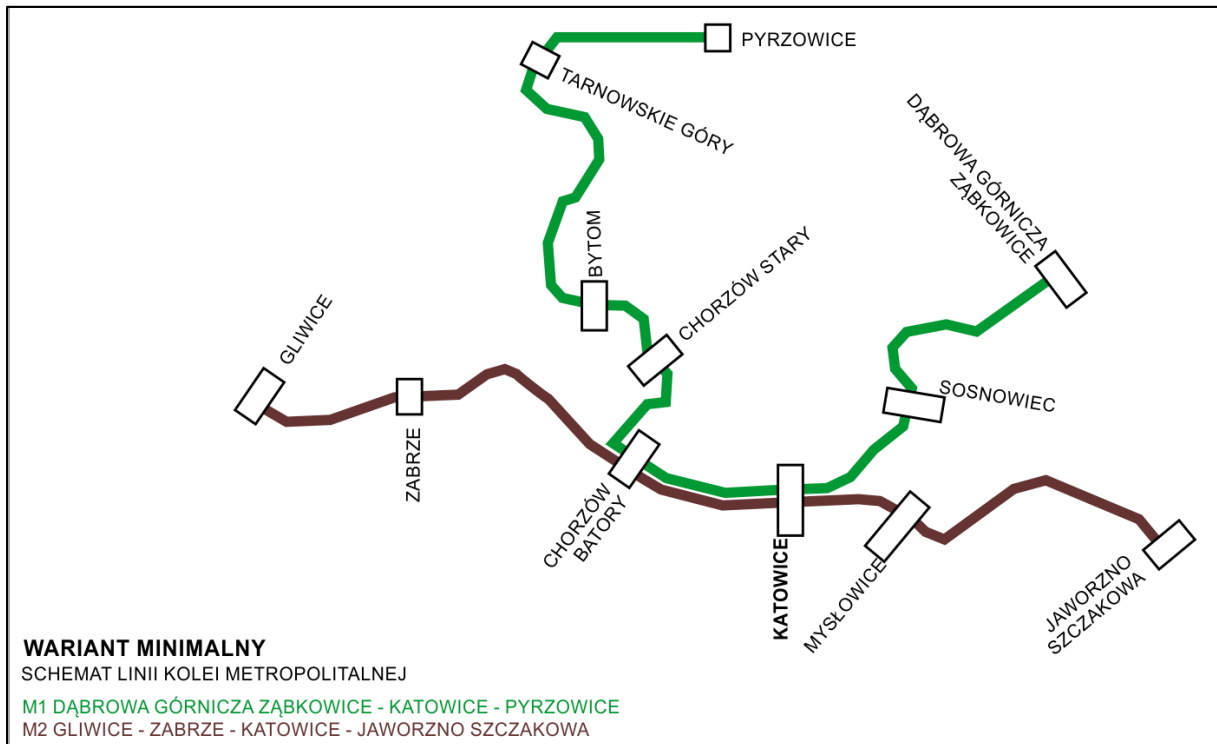 PYRZOWICE
TARNOWSKIE GÓRY
DĄBROWA GÓRNICZA
ZĄBKOWICE
BYTOM
CHORZÓW STARY
GLIWICE
ZABRZE
SOSNOWIEC
CHORZÓW
BATORY
KATOWICE
MYSŁOWICE
JAWORZNO
SZCZAKOWA
WARIANT MINIMALNY
SCHEMAT LINII KOLEI METROPOLITALNEJ
M1 DĄBROWA GÓRNICZA ZĄBKOWICE - KATOWICE - PYRZOWICE
M2 GLIWICE - ZABRZE - KATOWICE - JAWORZNO SZCZAKOWA